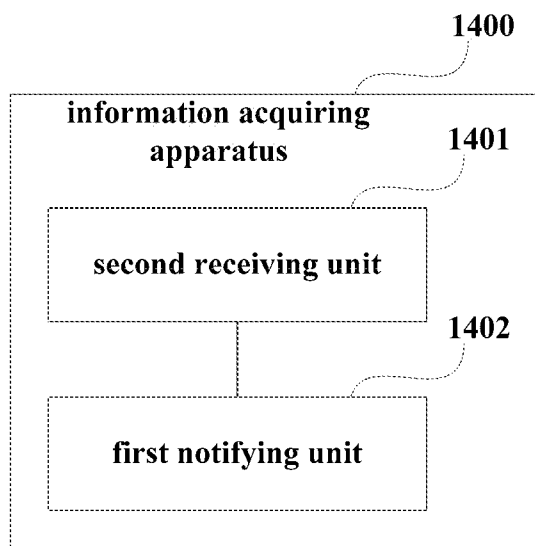 1400
information acquiring
apparatus
1401
second receiving unit
1402
first notifying unit